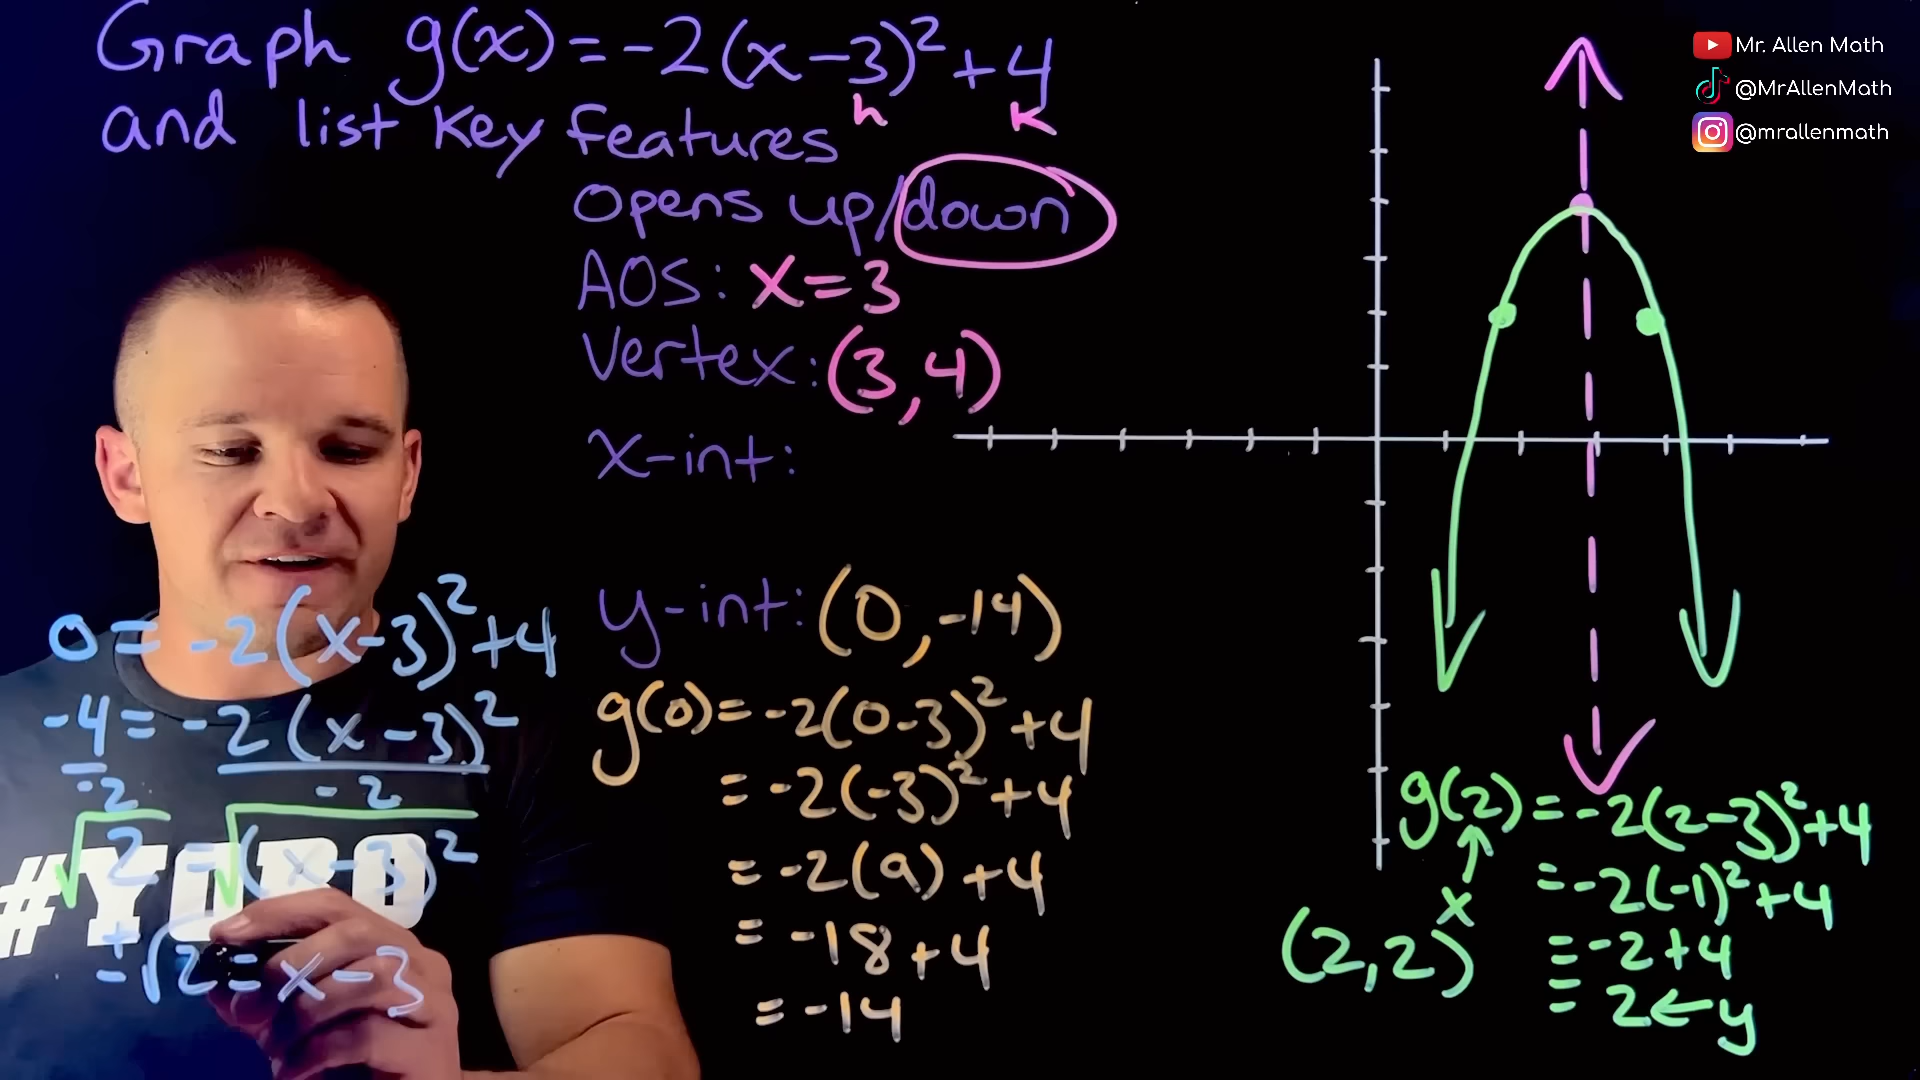 Graph g(x) = -2(x-3)² + 4
h k
and list key features
Opens up/down
AOS: x=3
Vertex: (3,4)
x-int:
y-int: (0,-14)
g(0) = -2(0-3)² + 4
= -2(-3)² + 4
= -2(9) + 4
= -18 + 4
= -14
0 = -2(x-3)² + 4
-4 = -2(x-3)²
-2 -2
√2 = √(x-3)²
±√2 = x-3
g(2) = -2(2-3)² + 4
x
= -2(-1)² + 4
= -2 + 4
= 2 ← y
(2,2)
Mr. Allen Math
@MrAllenMath
@mrallenmath